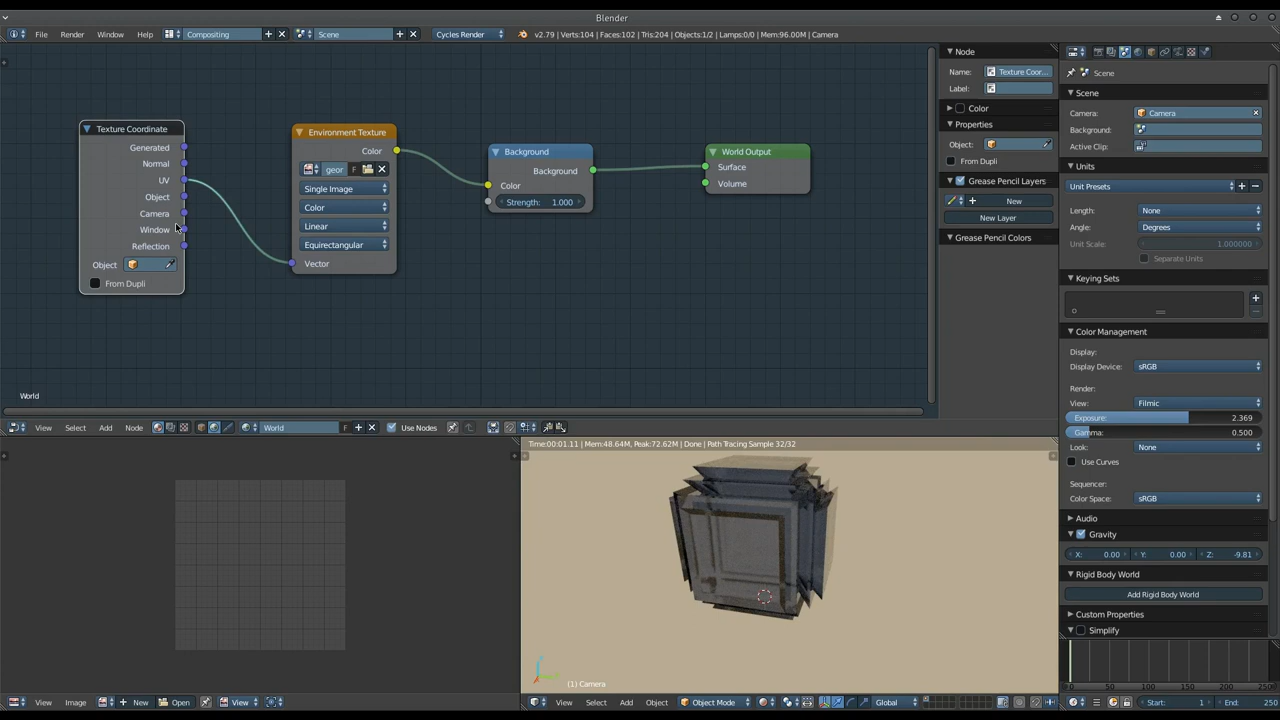 Blender
File Render Window Help Compositing Scene Cycles Render v2.79 | Verts:104 | Faces:102 | Tris:204 | Objects:1/2 | Lamps:0/0 | Mem:96.00M | Camera
Texture Coordinate
Generated
Normal
UV
Object
Camera
Window
Reflection
Object
From Dupli
Environment Texture
Color
geor F
Single Image
Color
Linear
Equirectangular
Vector
Background
Background
Color
Strength: 1.000
World Output
Surface
Volume
World
View Select Add Node World F Use Nodes
Node
Name: Texture Coor...
Label:
Color
Properties
Object:
From Dupli
Grease Pencil Layers
New
New Layer
Grease Pencil Colors
Scene
Scene
Camera: Camera
Background:
Active Clip:
Units
Unit Presets
Length: None
Angle: Degrees
Unit Scale: 1.000000
Separate Units
Keying Sets
Color Management
Display:
Display Device: sRGB
Render:
View: Filmic
Exposure: 2.369
Gamma: 0.500
Look: None
Use Curves
Sequencer:
Color Space: sRGB
Audio
Gravity
X: 0.00 Y: 0.00 Z: -9.81
Rigid Body World
Add Rigid Body World
Custom Properties
Simplify
Time:00:01.11 | Mem:48.64M, Peak:72.62M | Done | Path Tracing Sample 32/32
(1) Camera
50 100 150 200 250
View Image New Open View
View Select Add Object Object Mode Global
Start: 1 End: 250